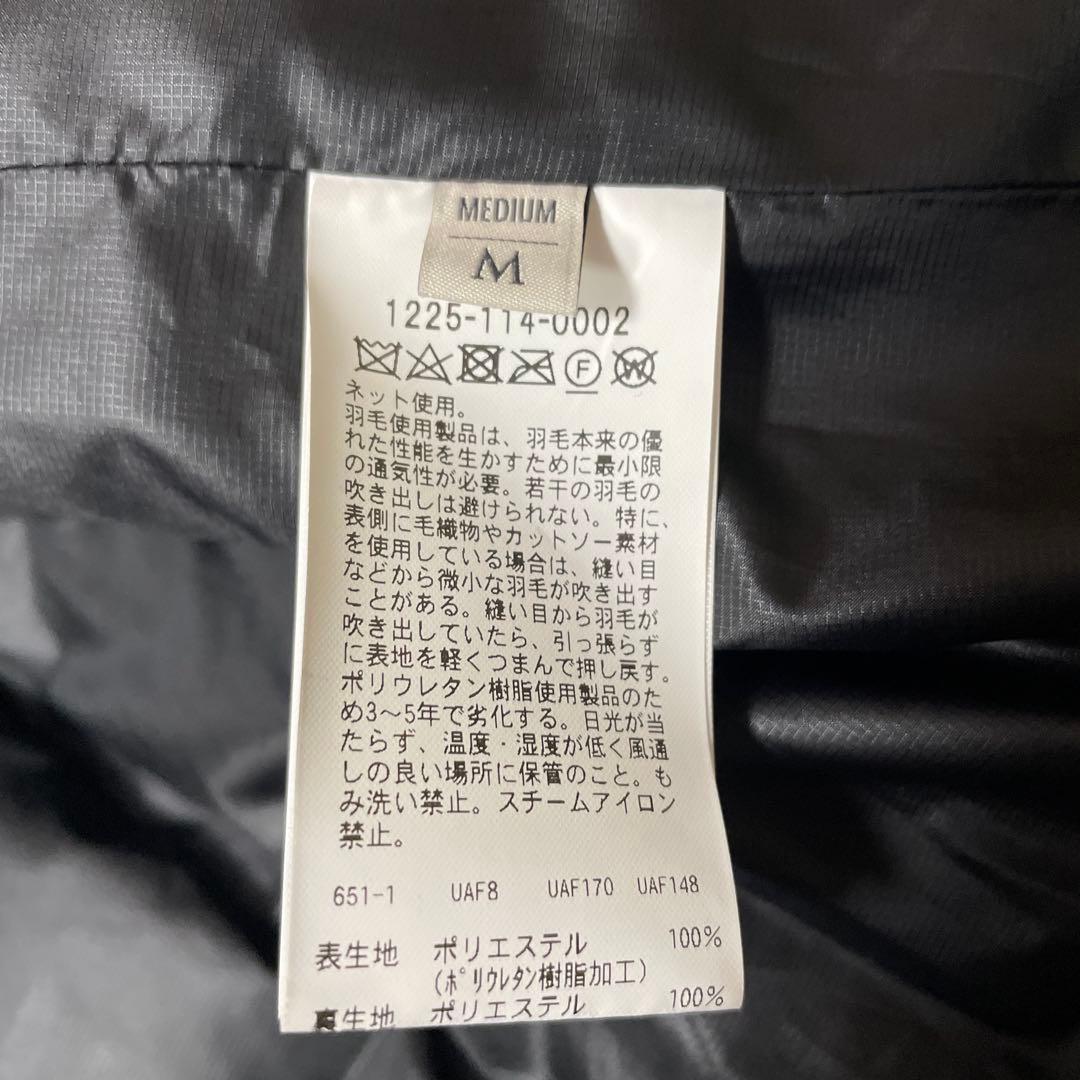 MEDIUM
M
1225-114-0002
F W
ネット使用。
羽毛使用製品は、羽毛本来の優
れた性能を生かすために最小限
の通気性が必要。若干の羽毛の
吹き出しは避けられない。特に、
表側に毛織物やカットソー素材
を使用している場合は、縫い目
などから微小な羽毛が吹き出す
ことがある。縫い目から羽毛が
吹き出していたら、引っ張らず
に表地を軽くつまんで押し戻す。
ポリウレタン樹脂使用製品のた
め3～5年で劣化する。日光が当
たらず、温度・湿度が低く風通
しの良い場所に保管のこと。も
み洗い禁止。スチームアイロン
禁止。
651-1 UAF8 UAF170 UAF148
表生地 ポリエステル 100%
(ﾎﾟﾘｳﾚﾀﾝ樹脂加工)
裏生地 ポリエステル 100%